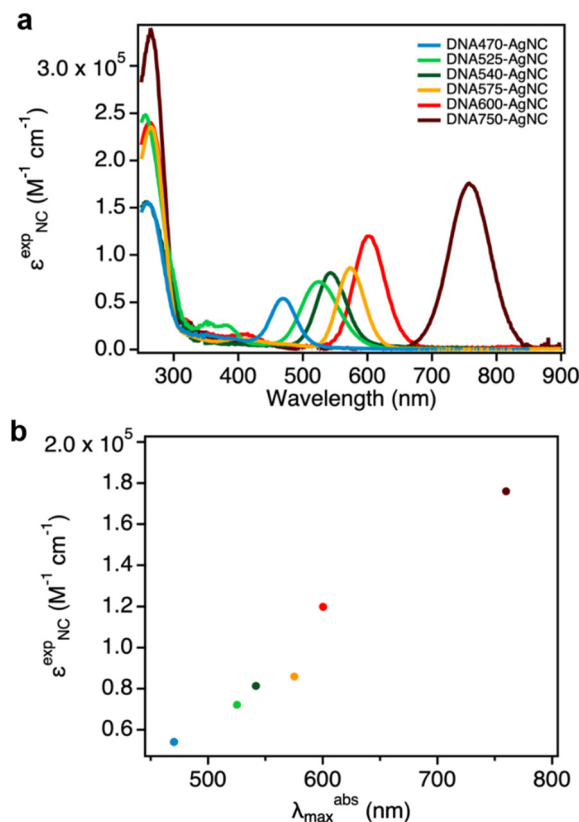 a
DNA470-AgNC
DNA525-AgNC
DNA540-AgNC
DNA575-AgNC
DNA600-AgNC
DNA750-AgNC
3.0 x 10⁵
2.5
2.0
1.5
1.0
0.5
0.0
ε^exp_NC (M⁻¹ cm⁻¹)
300 400 500 600 700 800 900
Wavelength (nm)
b
2.0 x 10⁵
1.8
1.6
1.4
1.2
1.0
0.8
0.6
ε^exp_NC (M⁻¹ cm⁻¹)
500 600 700 800
λ_max^abs (nm)